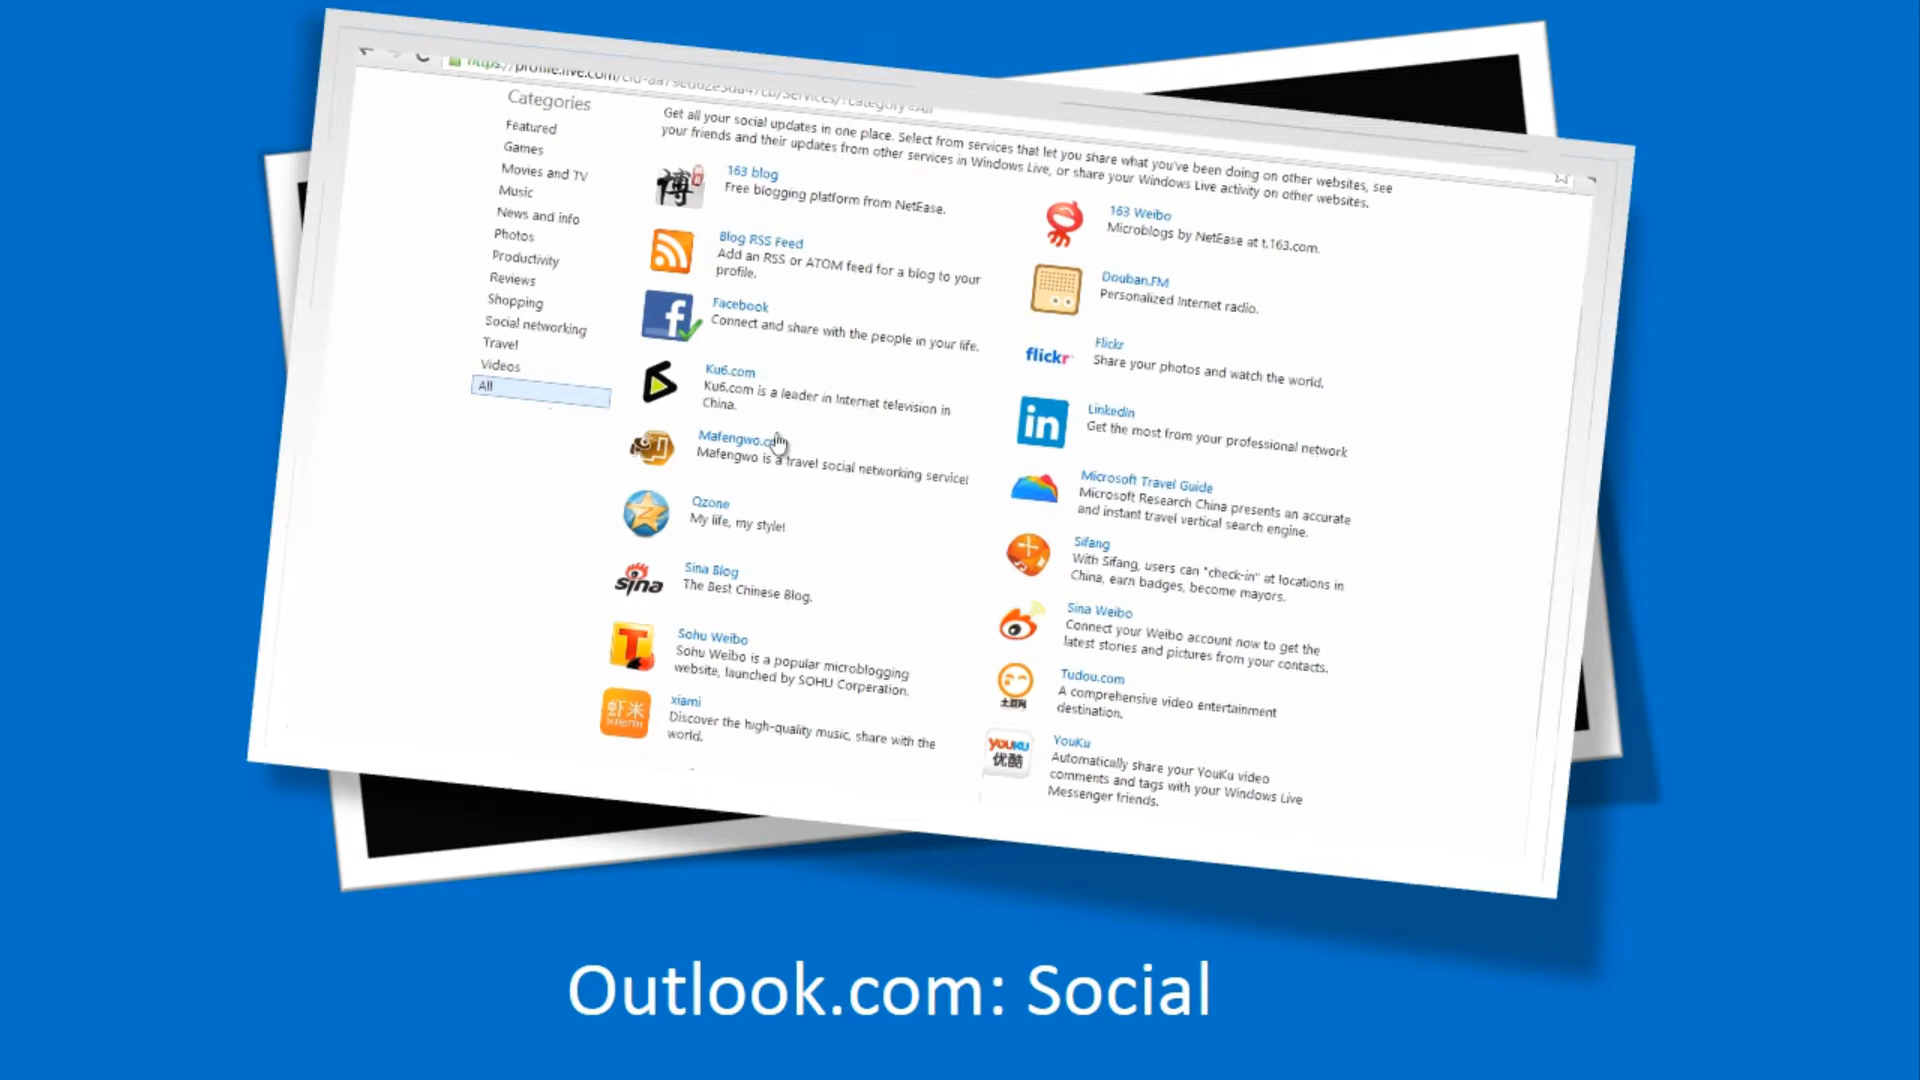 Categories
Featured
Games
Movies and TV
Music
News and info
Photos
Productivity
Reviews
Shopping
Social networking
Travel
Videos
All
Get all your social updates in one place. Select from services that let you share what you've been doing on other websites, see
your friends and their updates from other services in Windows Live, or share your Windows Live activity on other websites.
博
163 blog
Free blogging platform from NetEase.
Blog RSS Feed
Add an RSS or ATOM feed for a blog to your
profile.
f
Facebook
Connect and share with the people in your life.
Ku6.com
Ku6.com is a leader in Internet television in
China.
Mafengwo is a travel social networking service!
Qzone
My life, my style!
sina
Sina Blog
The Best Chinese Blog.
T
Sohu Weibo
Sohu Weibo is a popular microblogging
website, launched by SOHU Corperation.
虾米
xiami
xiami
Discover the high-quality music, share with the
world.
163 Weibo
Microblogs by NetEase at t.163.com.
Douban.FM
Personalized Internet radio.
flickr
Flickr
Share your photos and watch the world.
in
LinkedIn
Get the most from your professional network
Microsoft Travel Guide
Microsoft Research China presents an accurate
and instant travel vertical search engine.
Sifang
With Sifang, users can "check-in" at locations in
China, earn badges, become mayors.
Sina Weibo
Connect your Weibo account now to get the
latest stories and pictures from your contacts.
土豆网
Tudou.com
A comprehensive video entertainment
destination.
YOUKU
优酷
YouKu
Automatically share your YouKu video
comments and tags with your Windows Live
Messenger friends.
Outlook.com: Social